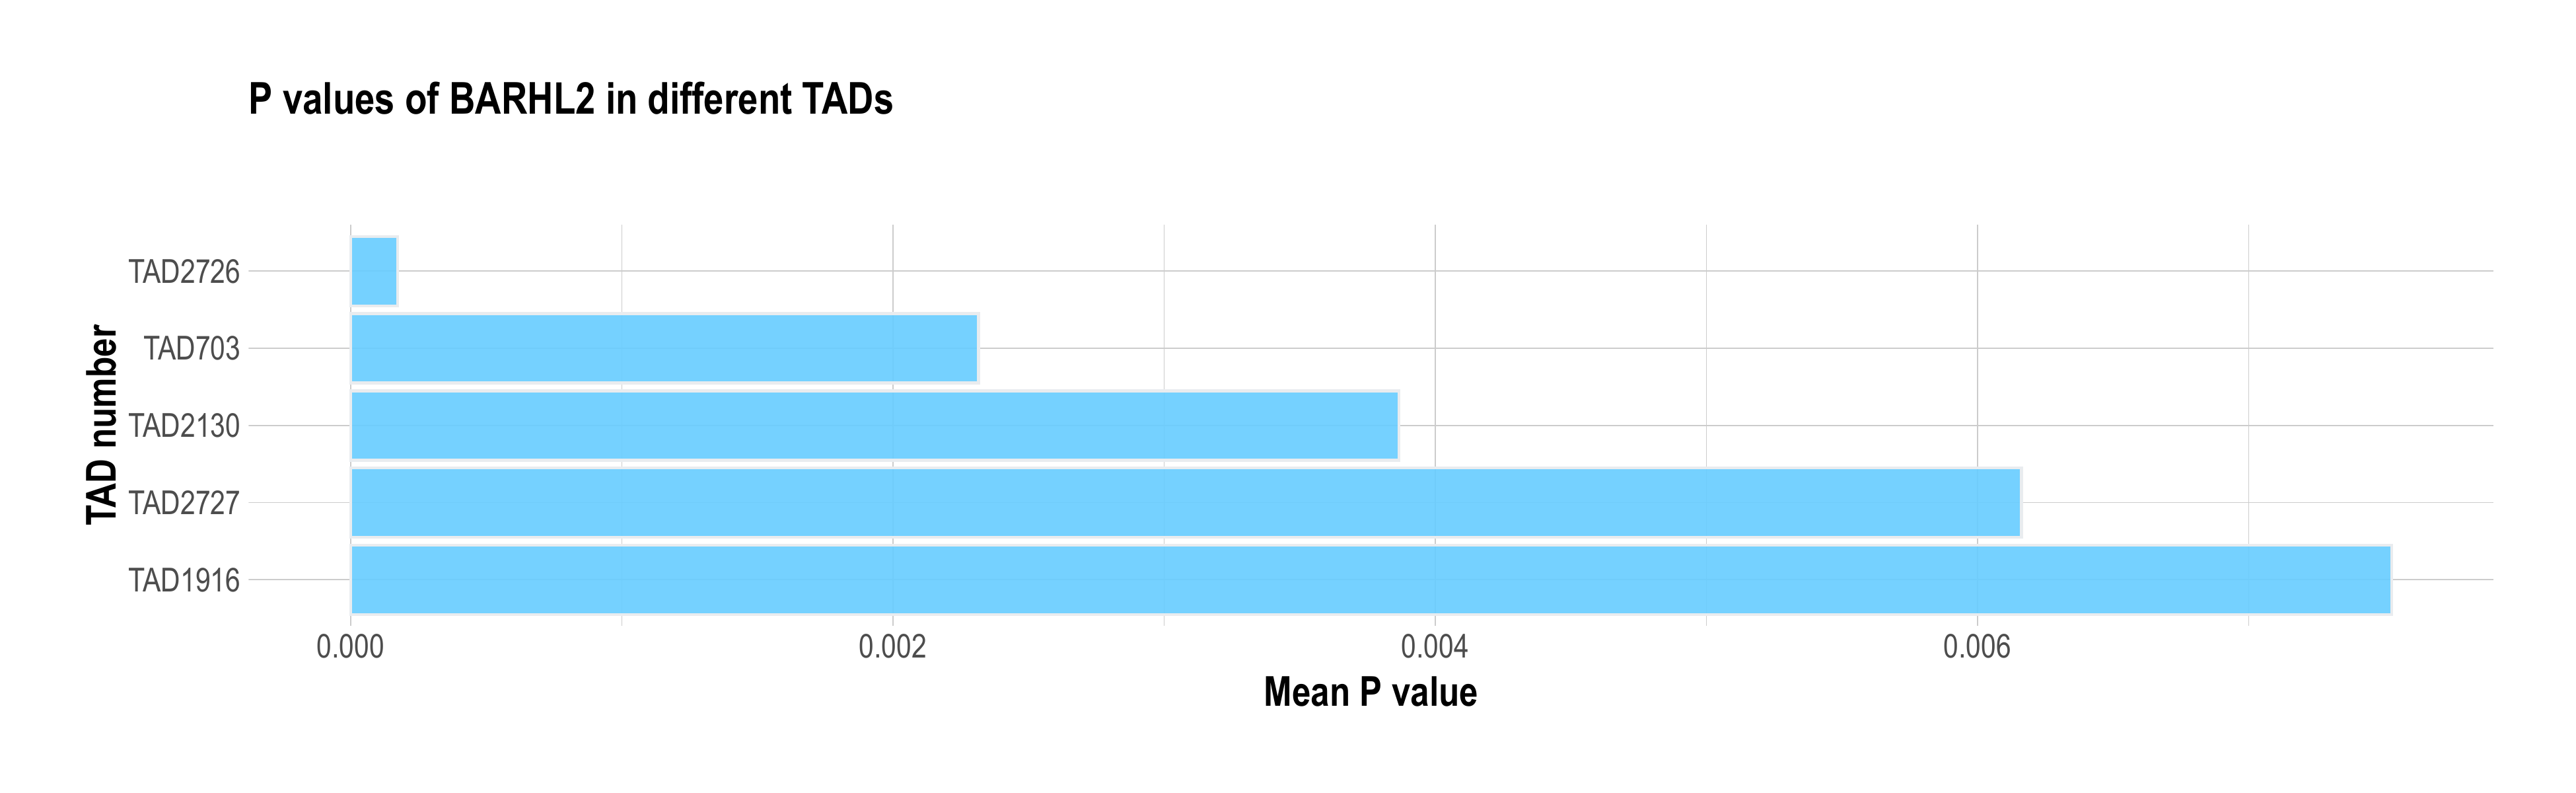 P values of BARHL2 in different TADs
TAD number
TAD2726
TAD703
TAD2130
TAD2727
TAD1916
0.000 0.002 0.004 0.006
Mean P value